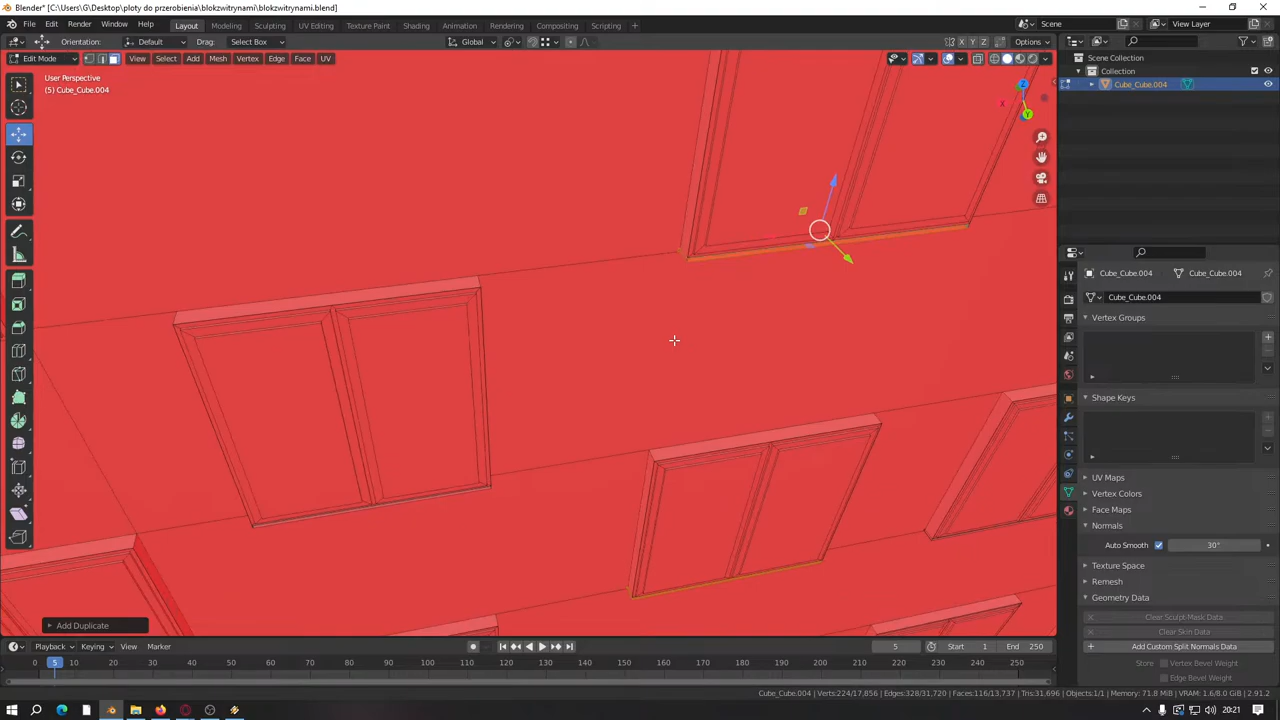 Blender* [C:\Users\G\Desktop\ploty do przerobienia\blokzwitrynami\blokzwitrynami.blend]
File Edit Render Window Help Layout Modeling Sculpting UV Editing Texture Paint Shading Animation Rendering Compositing Scripting + Scene View Layer
Orientation: Default Drag: Select Box Global X Y Z Options
Edit Mode View Select Add Mesh Vertex Edge Face UV
User Perspective
(5) Cube_Cube.004
Scene Collection
Collection
Cube_Cube.004
X
Y
Z
Cube_Cube.004 Cube_Cube.004
Cube_Cube.004
Vertex Groups
Shape Keys
UV Maps
Vertex Colors
Face Maps
Normals
Auto Smooth 30°
Texture Space
Remesh
Geometry Data
Clear Sculpt-Mask Data
Clear Skin Data
Add Custom Split Normals Data
Store Vertex Bevel Weight
Edge Bevel Weight
Add Duplicate
Playback Keying View Marker 5 Start 1 End 250
0 5 10 20 30 40 50 60 70 80 90 100 110 120 130 140 150 160 170 180 190 200 210 220 230 240 250
Cube_Cube.004 | Verts:224/17,856 | Edges:328/31,720 | Faces:116/13,737 | Tris:31,696 | Objects:1/1 | Memory: 71.8 MiB | VRAM: 1.6/8.0 GiB | 2.91.2
20:21